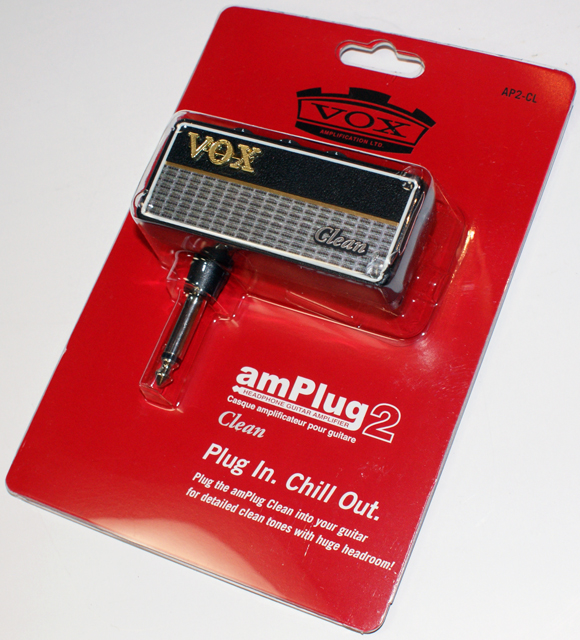 AP2-CL
VOX
AMPLIFICATION LTD.
VOX
Clean
amPlug2
HEADPHONE GUITAR AMPLIFIER
Casque amplificateur pour guitare
Clean
Plug In. Chill Out.
Plug the amPlug Clean into your guitar
for detailed clean tones with huge headroom!